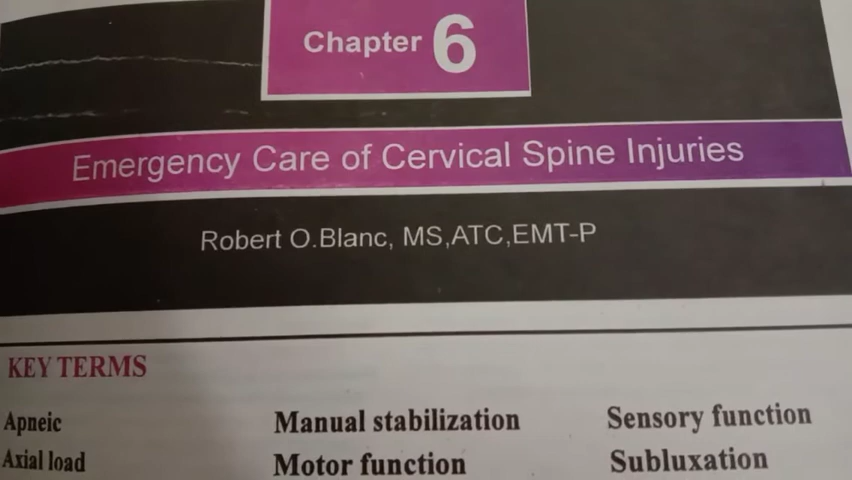 Chapter 6
Emergency Care of Cervical Spine Injuries
Robert O.Blanc, MS,ATC,EMT-P
KEY TERMS
Apneic Manual stabilization Sensory function
Axial load Motor function Subluxation